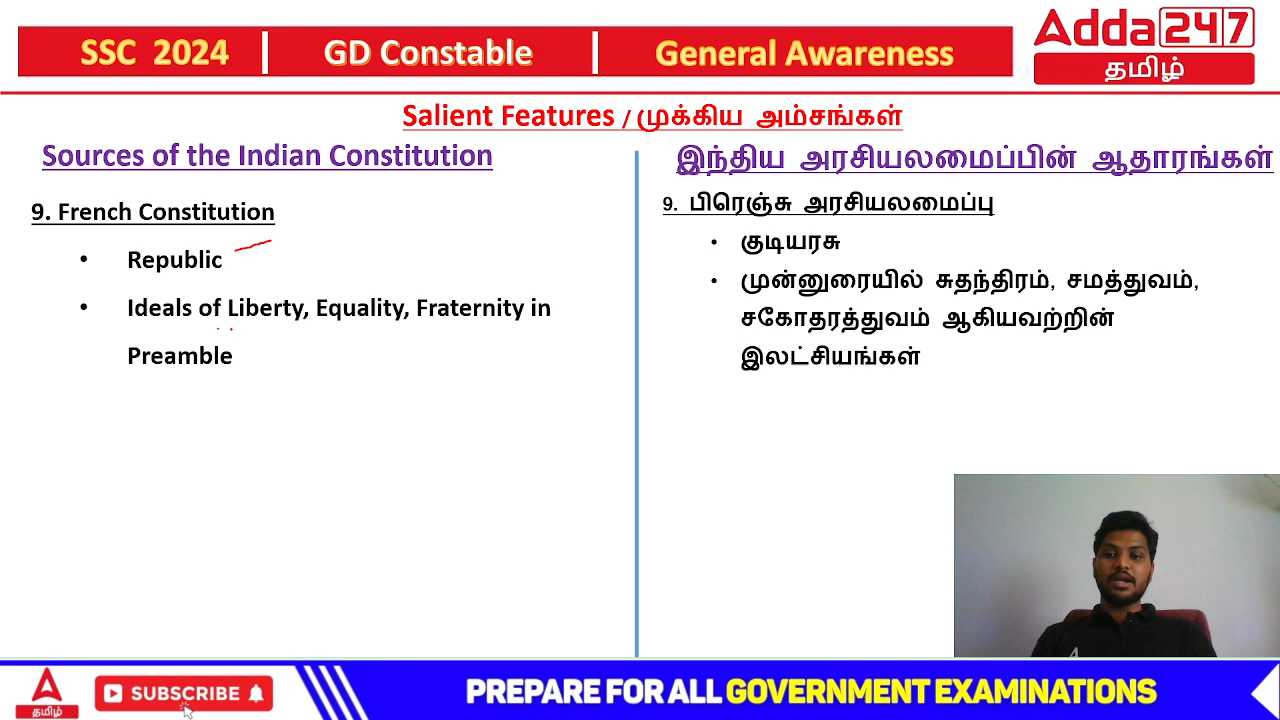 SSC 2024 | GD Constable | General Awareness
Adda247
தமிழ்
Salient Features / முக்கிய அம்சங்கள்
Sources of the Indian Constitution
9. French Constitution
• Republic
• Ideals of Liberty, Equality, Fraternity in
Preamble
இந்திய அரசியலமைப்பின் ஆதாரங்கள்
9. பிரெஞ்சு அரசியலமைப்பு
• குடியரசு
• முன்னுரையில் சுதந்திரம், சமத்துவம்,
சகோதரத்துவம் ஆகியவற்றின்
இலட்சியங்கள்
தமிழ்
SUBSCRIBE
PREPARE FOR ALL GOVERNMENT EXAMINATIONS